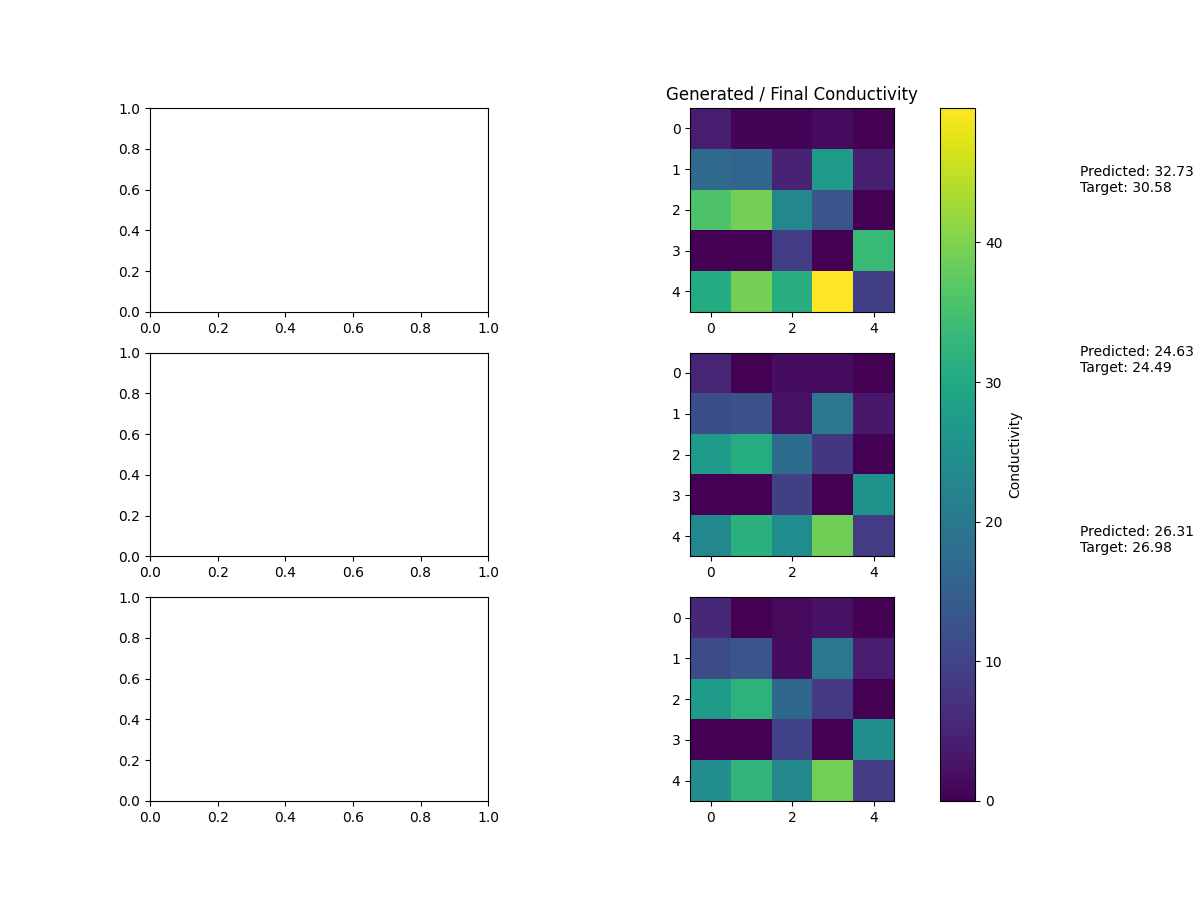 Generated / Final Conductivity
1.0
0.8
0.6
0.4
0.2
0.0
0.0 0.2 0.4 0.6 0.8 1.0
0
1
2
3
4
0 2 4
Predicted: 32.73
Target: 30.58
1.0
0.8
0.6
0.4
0.2
0.0
0.0 0.2 0.4 0.6 0.8 1.0
0
1
2
3
4
0 2 4
Predicted: 24.63
Target: 24.49
1.0
0.8
0.6
0.4
0.2
0.0
0.0 0.2 0.4 0.6 0.8 1.0
0
1
2
3
4
0 2 4
Predicted: 26.31
Target: 26.98
40
30
20
10
0
Conductivity